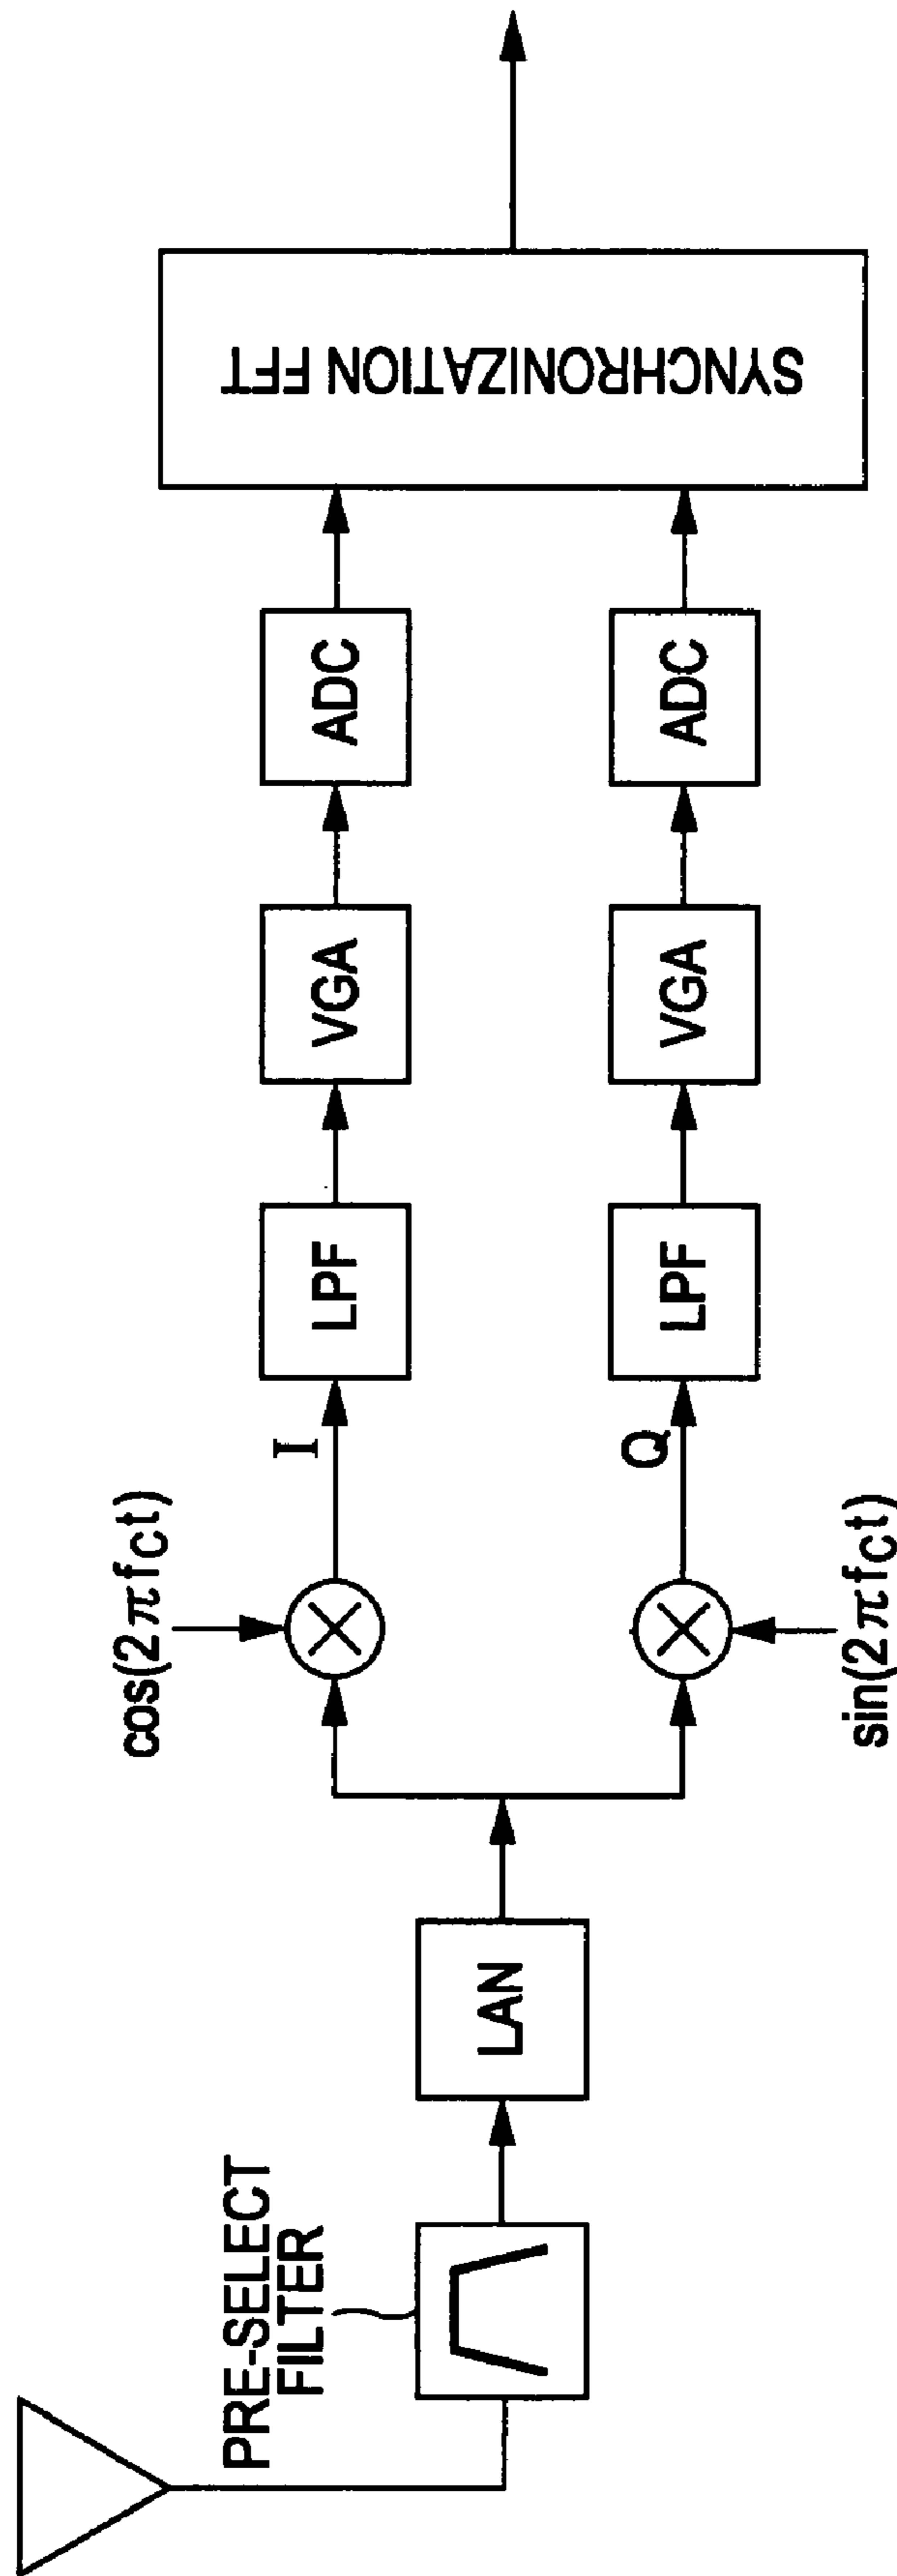 PRE-SELECT
FILTER
LAN
cos(2πfct)
sin(2πfct)
I
Q
LPF
LPF
VGA
VGA
ADC
ADC
SYNCHRONIZATION FFT